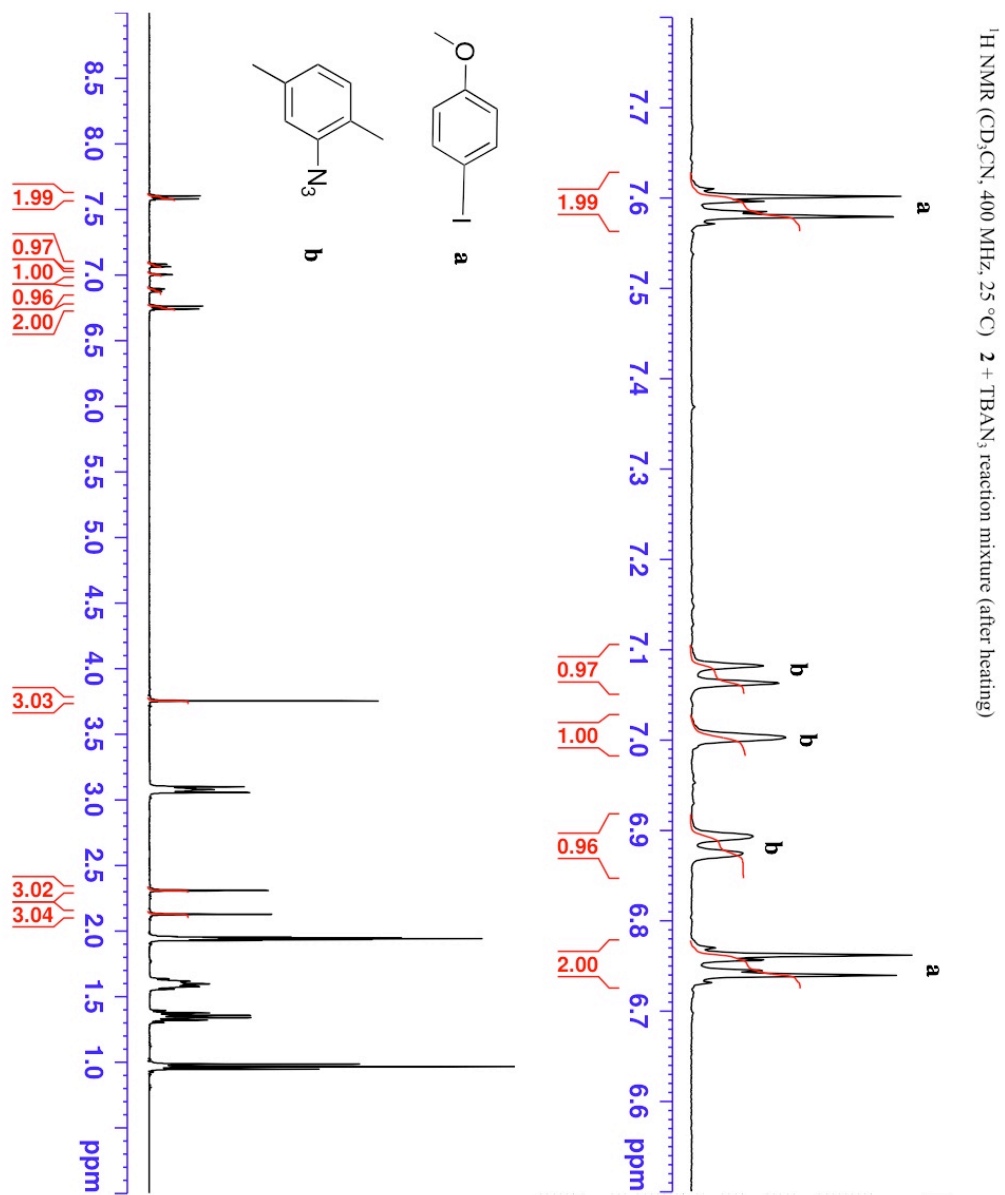 ¹H NMR (CD₃CN, 400 MHz, 25 °C)  2 + TBAN₃ reaction mixture (after heating)
a
b
b
b
a
7.7 7.6 7.5 7.4 7.3 7.2 7.1 7.0 6.9 6.8 6.7 6.6 ppm
1.99
0.97
1.00
0.96
2.00
O
I
a
N₃
b
8.5 8.0 7.5 7.0 6.5 6.0 5.5 5.0 4.5 4.0 3.5 3.0 2.5 2.0 1.5 1.0 ppm
1.99
0.97
1.00
0.96
2.00
3.03
3.02
3.04